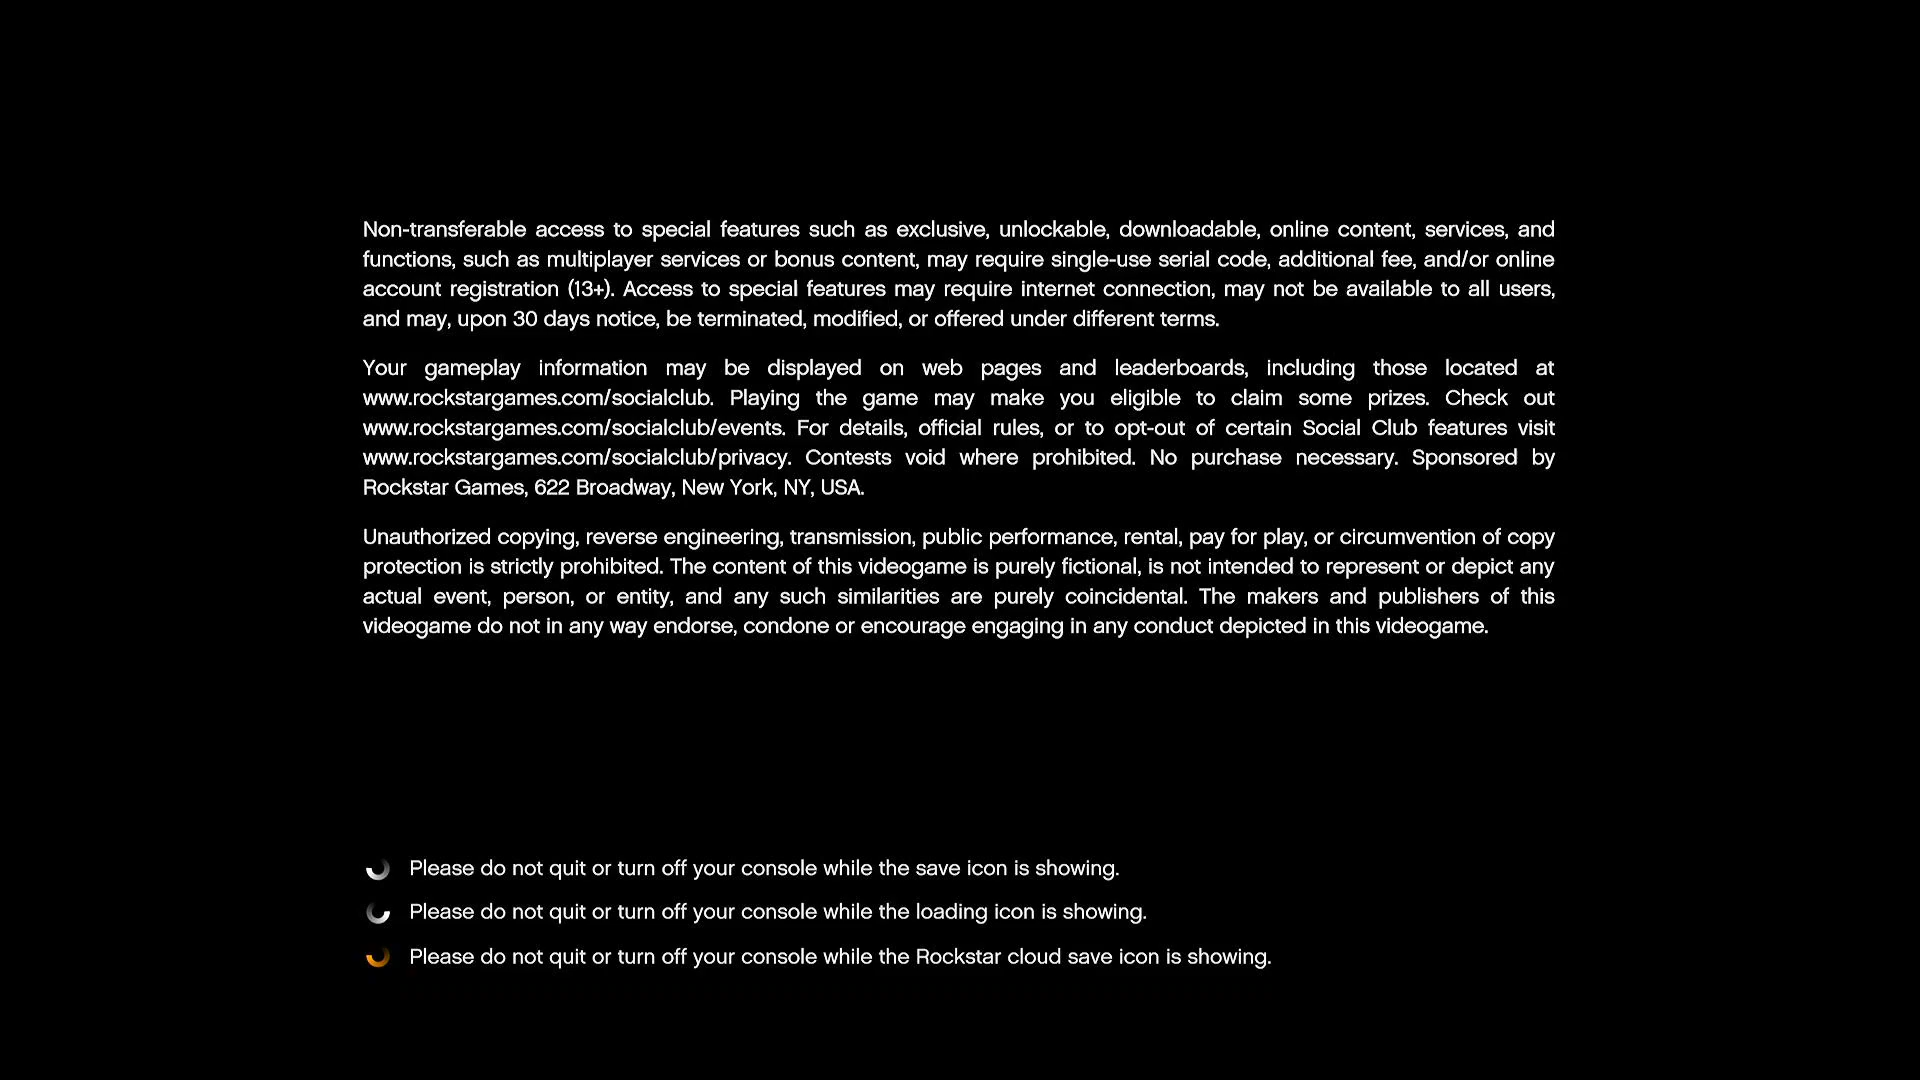 Non-transferable access to special features such as exclusive, unlockable, downloadable, online content, services, and
functions, such as multiplayer services or bonus content, may require single-use serial code, additional fee, and/or online
account registration (13+). Access to special features may require internet connection, may not be available to all users,
and may, upon 30 days notice, be terminated, modified, or offered under different terms.
Your gameplay information may be displayed on web pages and leaderboards, including those located at
www.rockstargames.com/socialclub. Playing the game may make you eligible to claim some prizes. Check out
www.rockstargames.com/socialclub/events. For details, official rules, or to opt-out of certain Social Club features visit
www.rockstargames.com/socialclub/privacy. Contests void where prohibited. No purchase necessary. Sponsored by
Rockstar Games, 622 Broadway, New York, NY, USA.
Unauthorized copying, reverse engineering, transmission, public performance, rental, pay for play, or circumvention of copy
protection is strictly prohibited. The content of this videogame is purely fictional, is not intended to represent or depict any
actual event, person, or entity, and any such similarities are purely coincidental. The makers and publishers of this
videogame do not in any way endorse, condone or encourage engaging in any conduct depicted in this videogame.
Please do not quit or turn off your console while the save icon is showing.
Please do not quit or turn off your console while the loading icon is showing.
Please do not quit or turn off your console while the Rockstar cloud save icon is showing.